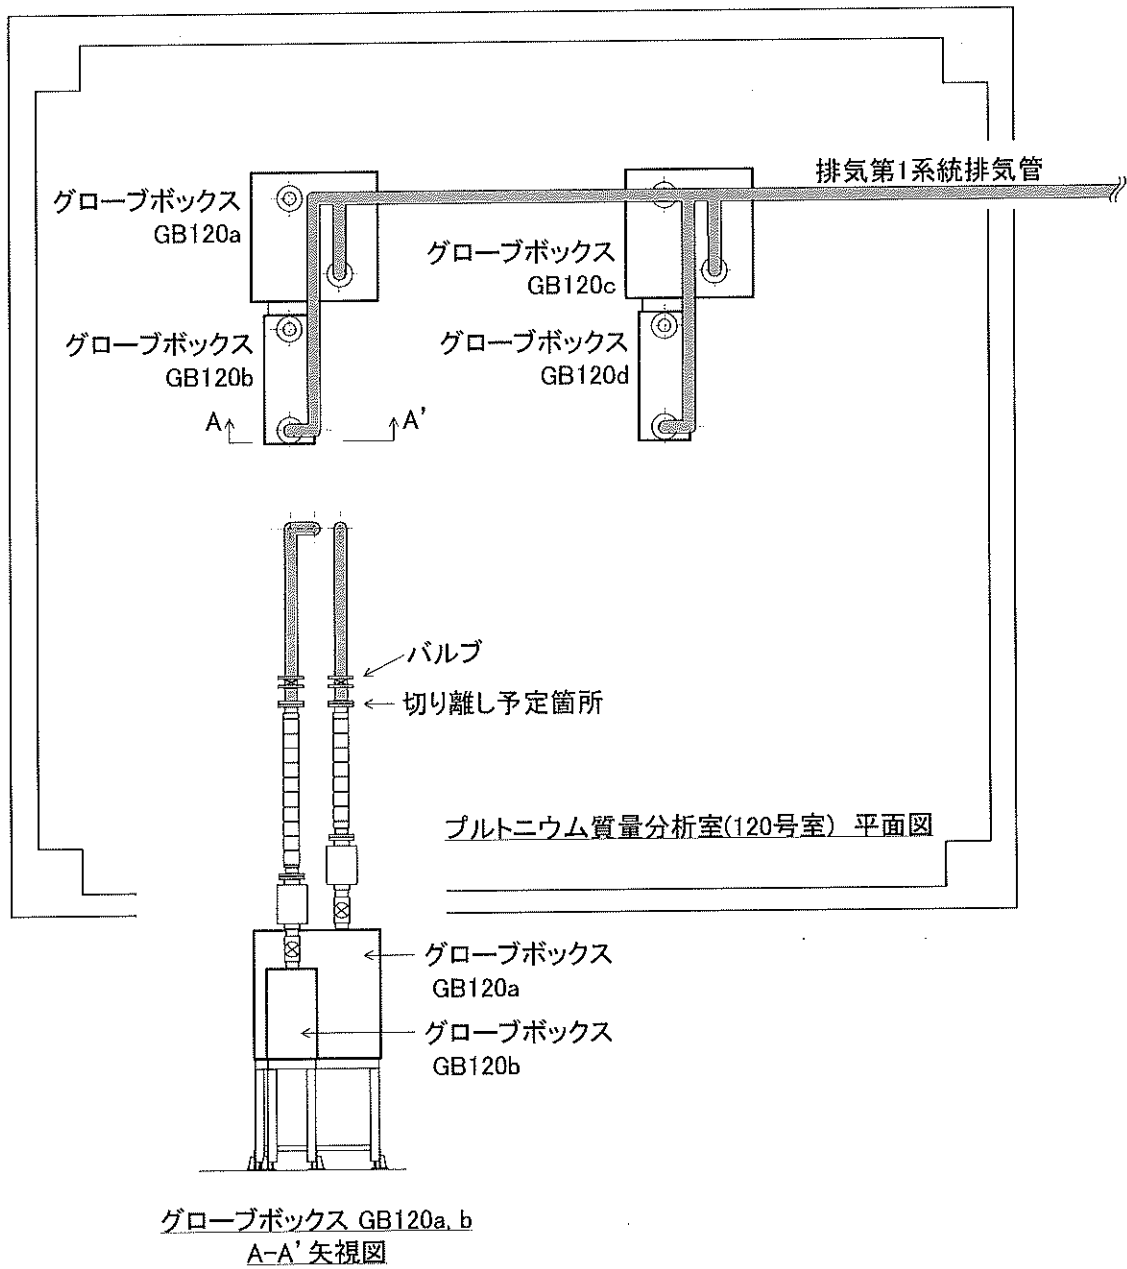 排気第1系統排気管
グローブボックス
GB120a
グローブボックス
GB120c
グローブボックス
GB120b
グローブボックス
GB120d
A
A'
バルブ
切り離し予定箇所
プルトニウム質量分析室(120号室) 平面図
グローブボックス
GB120a
グローブボックス
GB120b
グローブボックス GB120a, b
A-A' 矢視図